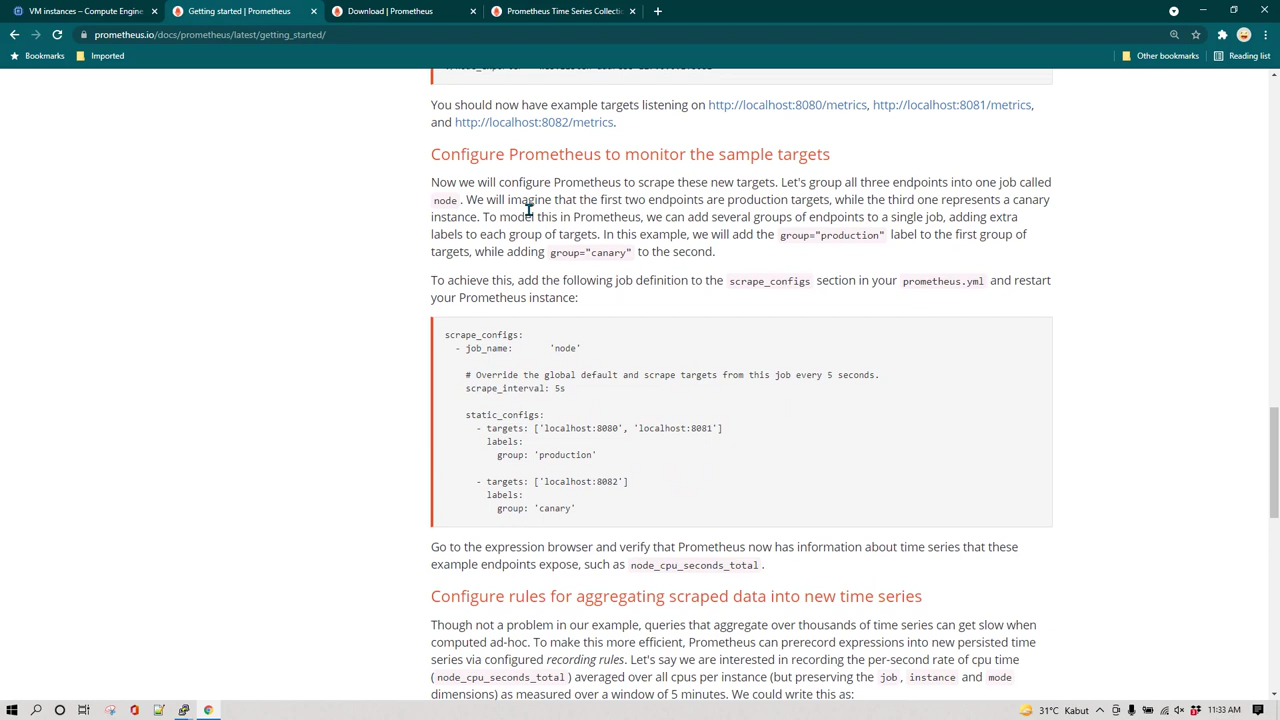 VM instances – Compute Engine
Getting started | Prometheus
Download | Prometheus
Prometheus Time Series Collection
prometheus.io/docs/prometheus/latest/getting_started/
Bookmarks
Imported
Other bookmarks
Reading list
You should now have example targets listening on http://localhost:8080/metrics, http://localhost:8081/metrics,
and http://localhost:8082/metrics.
Configure Prometheus to monitor the sample targets
Now we will configure Prometheus to scrape these new targets. Let's group all three endpoints into one job called
node. We will imagine that the first two endpoints are production targets, while the third one represents a canary
instance. To model this in Prometheus, we can add several groups of endpoints to a single job, adding extra
labels to each group of targets. In this example, we will add the group="production" label to the first group of
targets, while adding group="canary" to the second.
To achieve this, add the following job definition to the scrape_configs section in your prometheus.yml and restart
your Prometheus instance:
scrape_configs:
- job_name: 'node'
# Override the global default and scrape targets from this job every 5 seconds.
scrape_interval: 5s
static_configs:
- targets: ['localhost:8080', 'localhost:8081']
labels:
group: 'production'
- targets: ['localhost:8082']
labels:
group: 'canary'
Go to the expression browser and verify that Prometheus now has information about time series that these
example endpoints expose, such as node_cpu_seconds_total.
Configure rules for aggregating scraped data into new time series
Though not a problem in our example, queries that aggregate over thousands of time series can get slow when
computed ad-hoc. To make this more efficient, Prometheus can prerecord expressions into new persisted time
series via configured recording rules. Let's say we are interested in recording the per-second rate of cpu time
(node_cpu_seconds_total) averaged over all cpus per instance (but preserving the job, instance and mode
dimensions) as measured over a window of 5 minutes. We could write this as:
31°C Kabut
11:33 AM